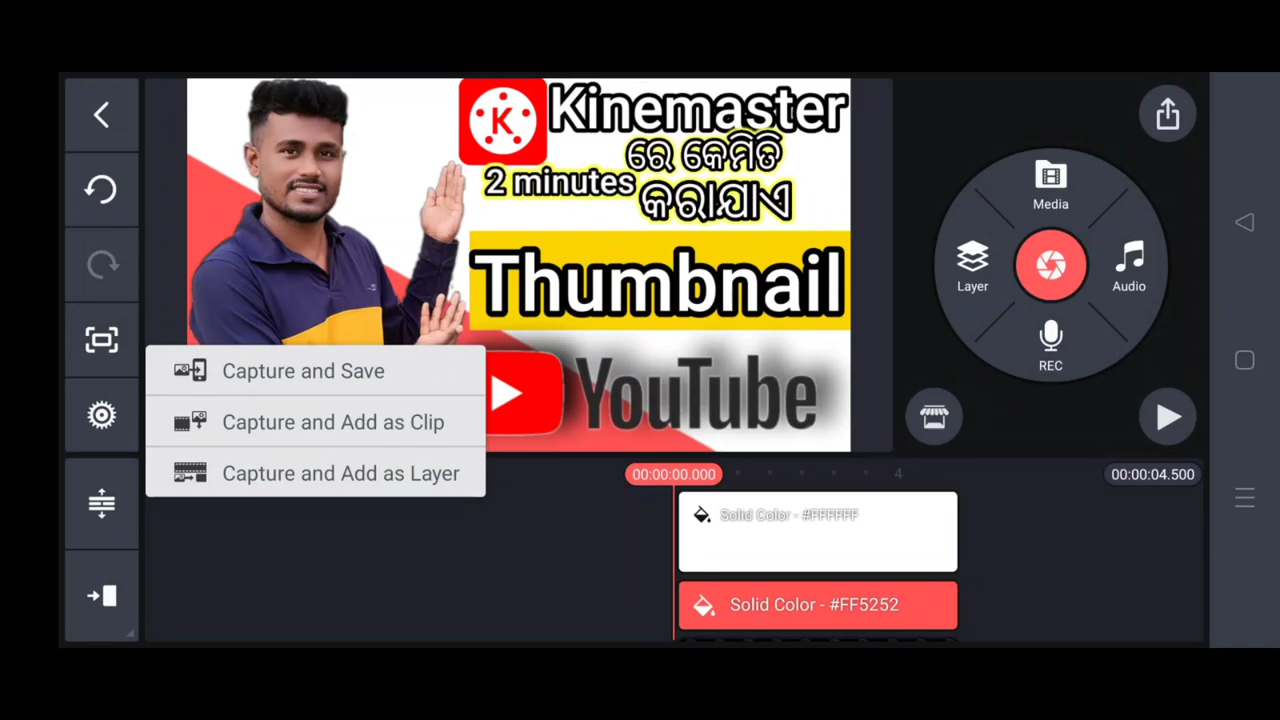 K
Kinemaster
ରେ କେମିତି
2 minutes
କରାଯାଏ
Thumbnail
YouTube
Capture and Save
Capture and Add as Clip
Capture and Add as Layer
Media
Layer
Audio
REC
00:00:00.000
4
00:00:04.500
Solid Color - #FFFFFF
Solid Color - #FF5252